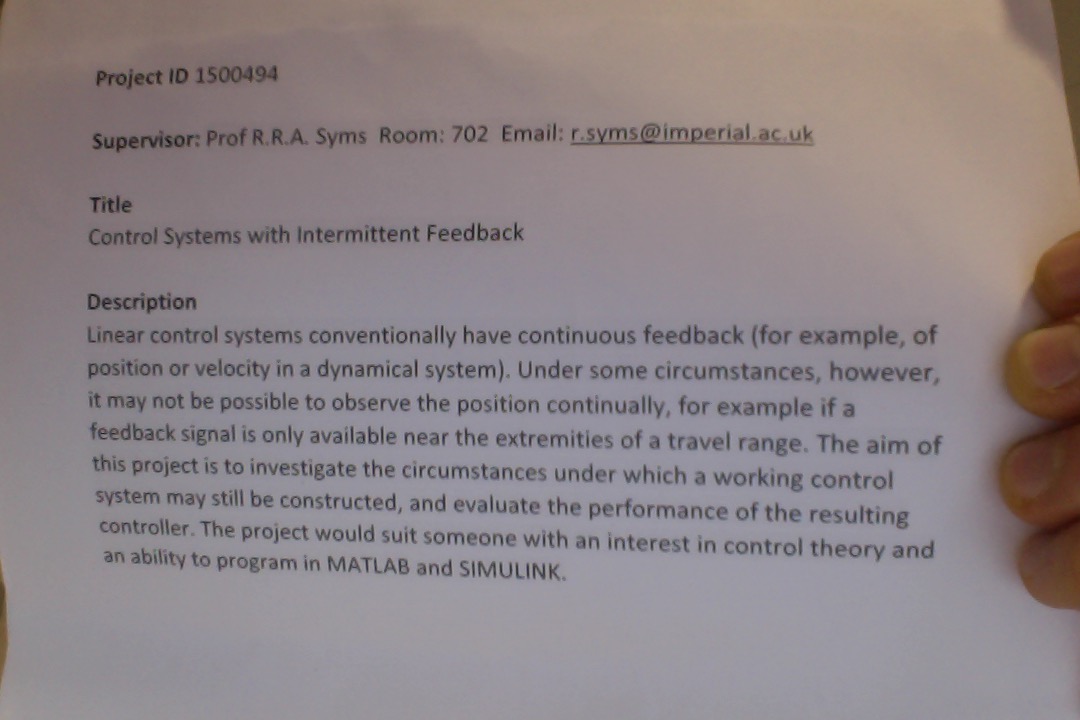 Project ID 1500494
Supervisor: Prof R.R.A. Syms Room: 702 Email: r.syms@imperial.ac.uk
Title
Control Systems with Intermittent Feedback
Description
Linear control systems conventionally have continuous feedback (for example, of
position or velocity in a dynamical system). Under some circumstances, however,
it may not be possible to observe the position continually, for example if a
feedback signal is only available near the extremities of a travel range. The aim of
this project is to investigate the circumstances under which a working control
system may still be constructed, and evaluate the performance of the resulting
controller. The project would suit someone with an interest in control theory and
an ability to program in MATLAB and SIMULINK.